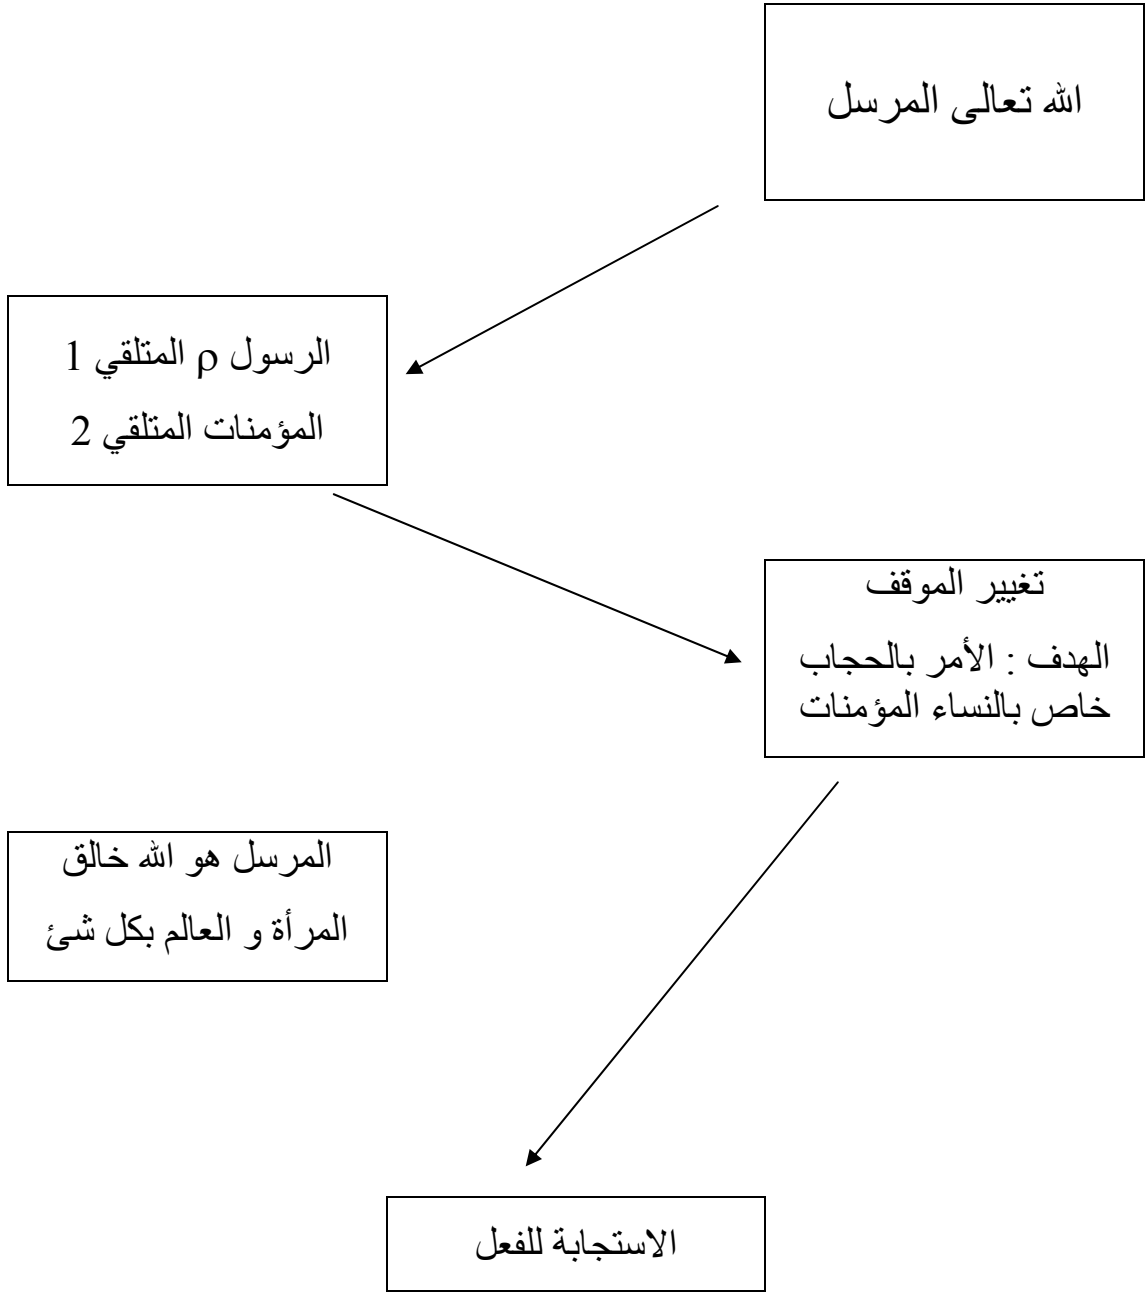 الله تعالى المرسل
الرسول ρ المتلقي 1
المؤمنات المتلقي 2
تغيير الموقف
الهدف : الأمر بالحجاب
خاص بالنساء المؤمنات
المرسل هو الله خالق
المرأة و العالم بكل شئ
الاستجابة للفعل